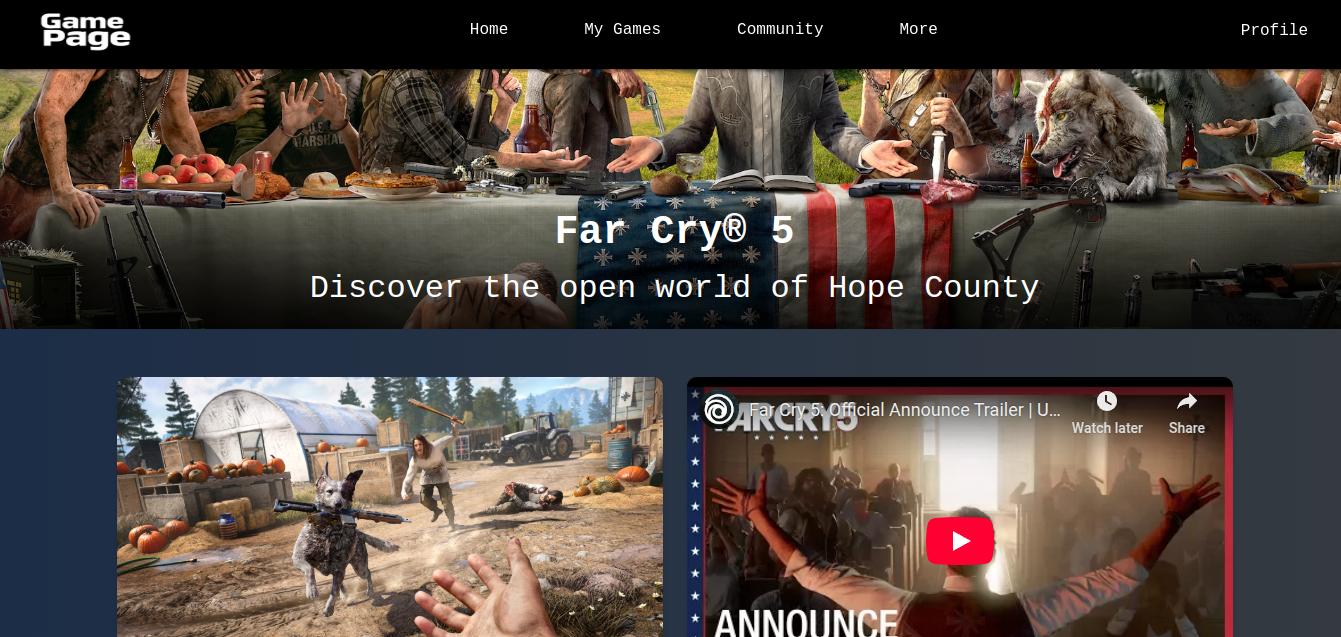 Game
Page
Home
My Games
Community
More
Profile
MARSHAL
Far Cry® 5
Discover the open world of Hope County
Far Cry 5: Official Announce Trailer | U...
FARCRY5
Watch later
Share
ANNOUNCE